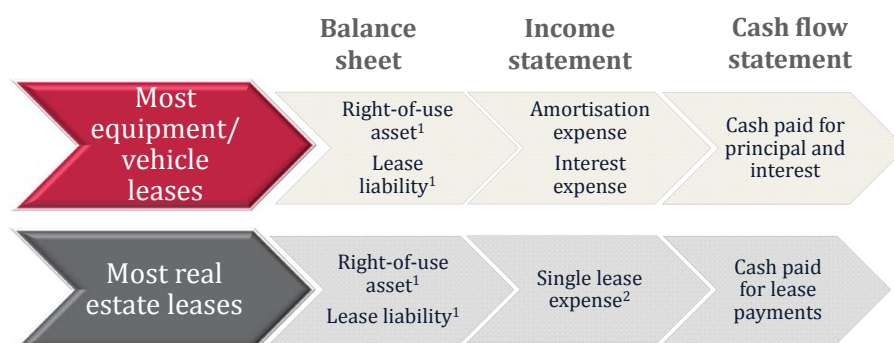 Balance
sheet
Income
statement
Cash flow
statement
Most
equipment/
vehicle
leases
Right-of-use
asset¹
Lease
liability¹
Amortisation
expense
Interest
expense
Cash paid for
principal and
interest
Most real
estate leases
Right-of-use
asset¹
Lease liability¹
Single lease
expense²
Cash paid
for lease
payments